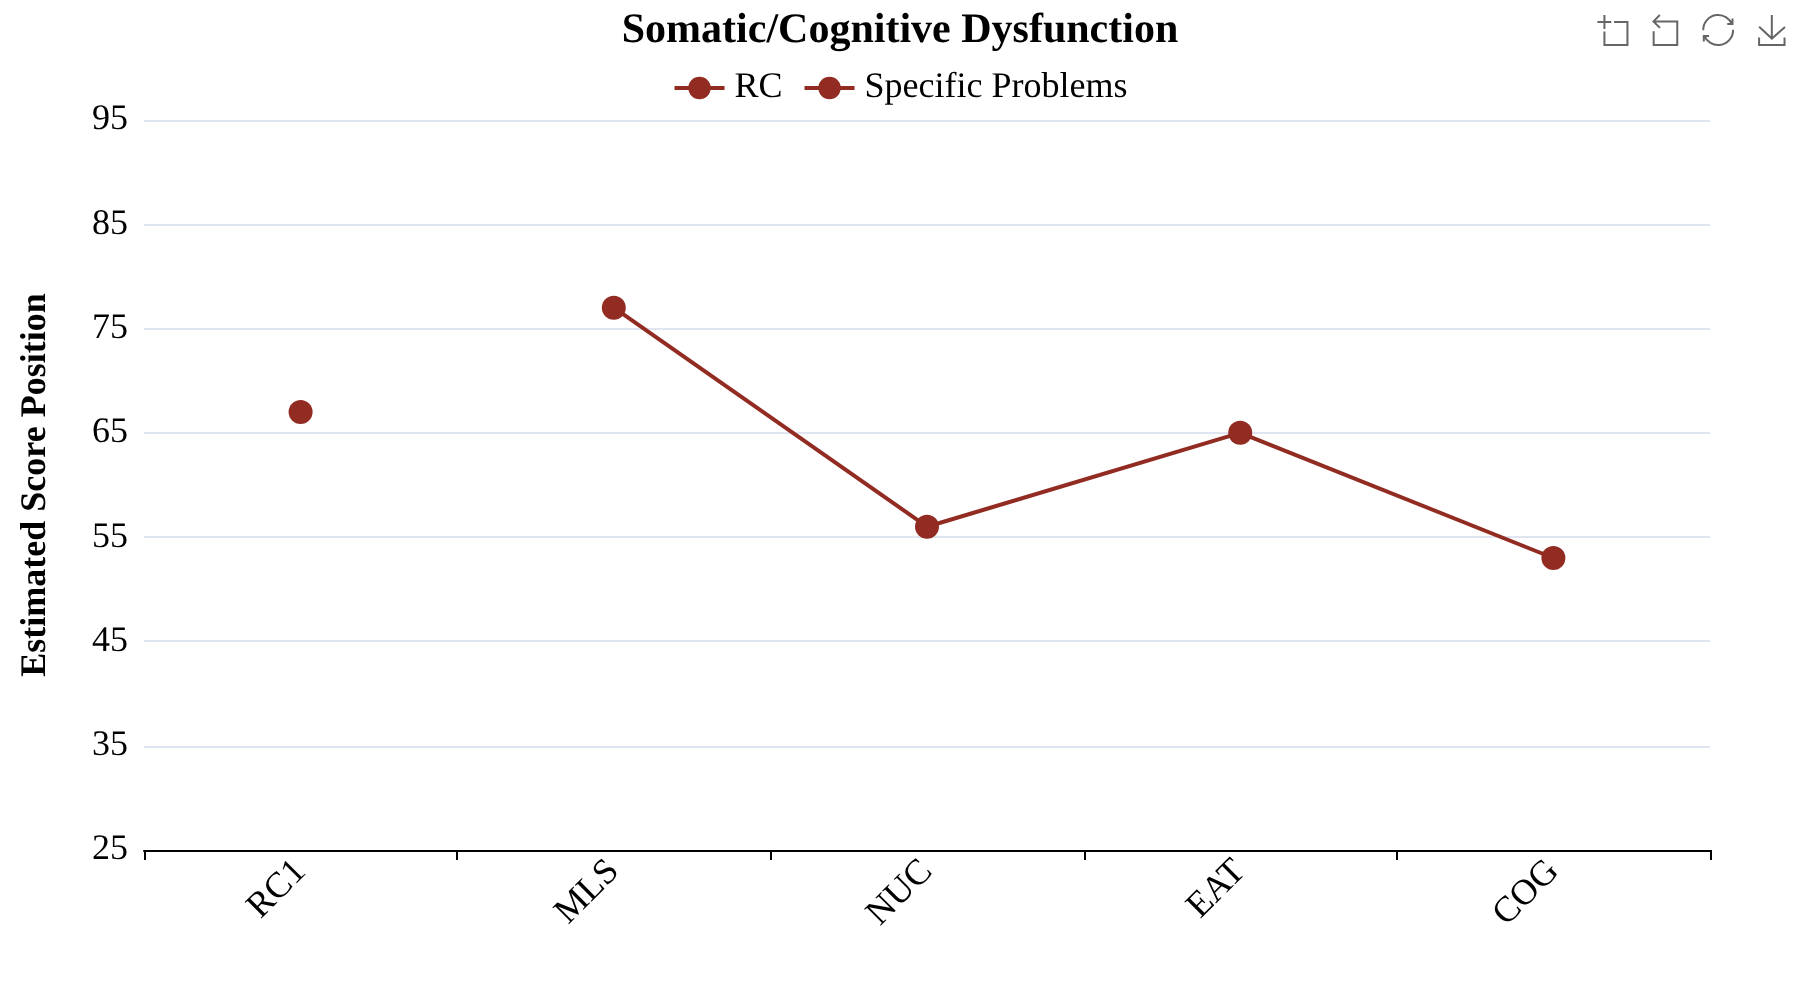 Somatic/Cognitive Dysfunction
RC Specific Problems
Estimated Score Position
95
85
75
65
55
45
35
25
RC1 MLS NUC EAT COG